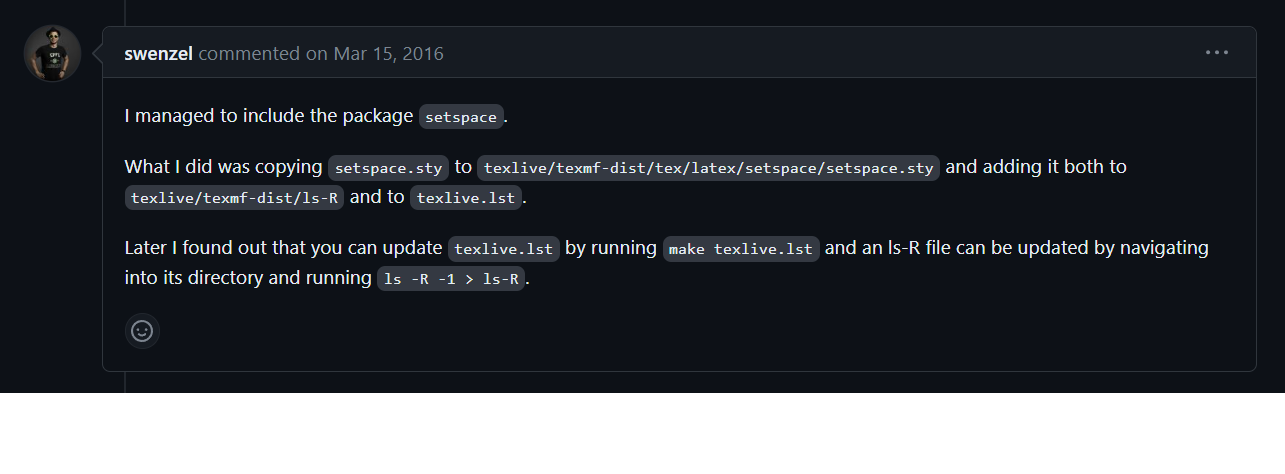 swenzel commented on Mar 15, 2016
I managed to include the package setspace.
What I did was copying setspace.sty to texlive/texmf-dist/tex/latex/setspace/setspace.sty and adding it both to
texlive/texmf-dist/ls-R and to texlive.lst.
Later I found out that you can update texlive.lst by running make texlive.lst and an ls-R file can be updated by navigating
into its directory and running ls -R -1 > ls-R.